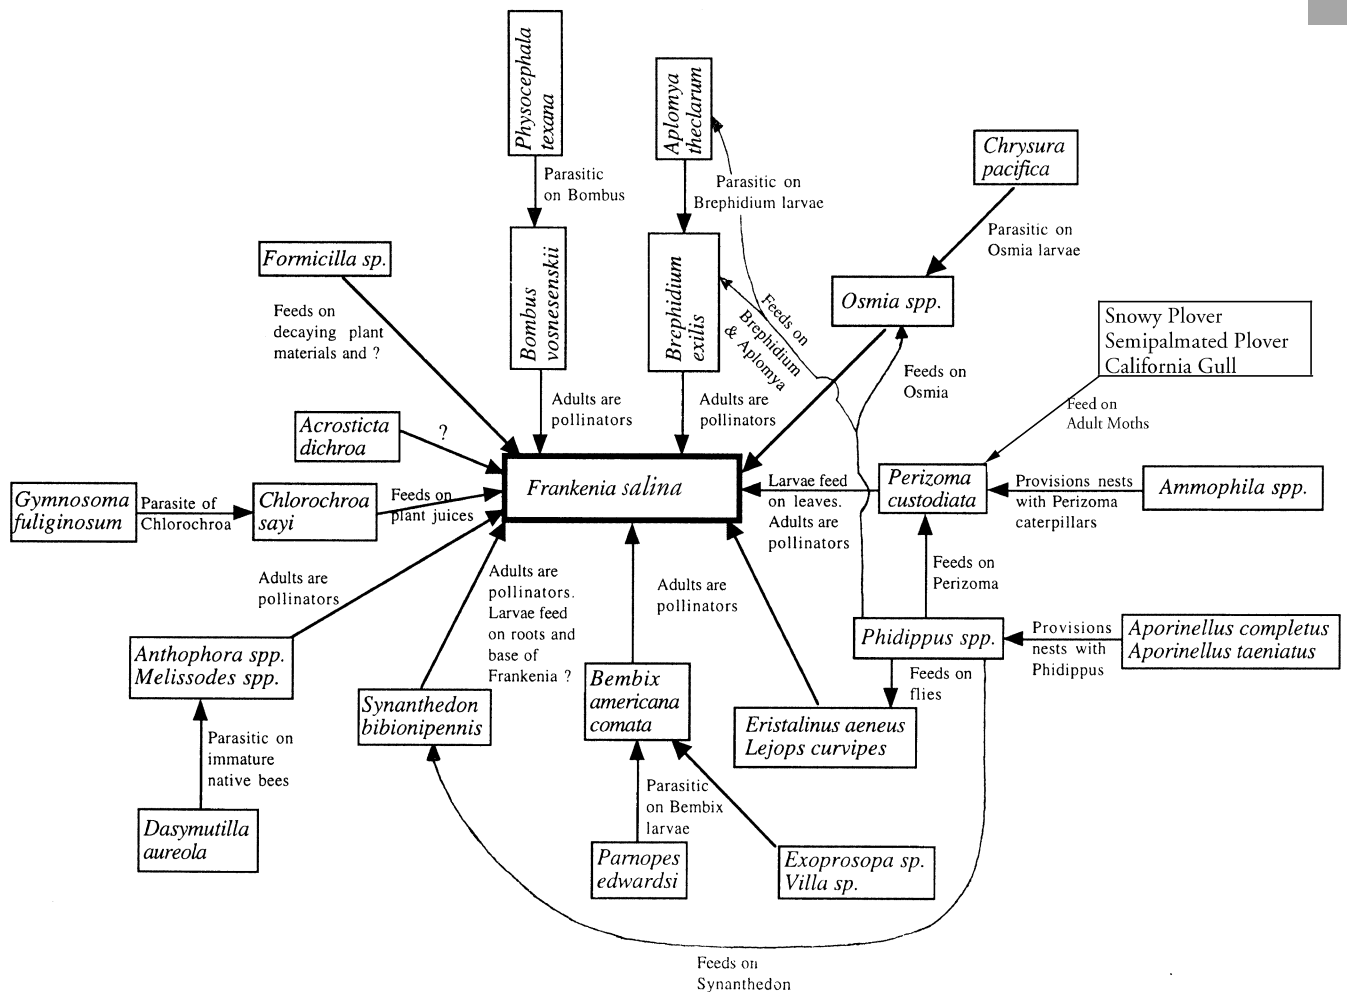 Physocephala
texana
Aplomya
theclarum
Chrysura
pacifica
Parasitic
on Bombus
Parasitic on
Brephidium larvae
Parasitic on
Osmia larvae
Formicilla sp.
Bombus
vosnesenskii
Brephidium
exilis
Osmia spp.
Feeds on
decaying plant
materials and ?
Feeds on
Brephidium
& Aplomya
Snowy Plover
Semipalmated Plover
California Gull
Feeds on
Osmia
Feed on
Adult Moths
Adults are
pollinators
Adults are
pollinators
Acrosticta
dichroa
?
Frankenia salina
Larvae feed
on leaves.
Adults are
pollinators
Perizoma
custodiata
Provisions nests
with Perizoma
caterpillars
Ammophila spp.
Gymnosoma
fuliginosum
Parasite of
Chlorochroa
Chlorochroa
sayi
Feeds on
plant juices
Adults are
pollinators
Adults are
pollinators.
Larvae feed
on roots and
base of
Frankenia ?
Adults are
pollinators
Feeds on
Perizoma
Phidippus spp.
Provisions
nests with
Phidippus
Aporinellus completus
Aporinellus taeniatus
Anthophora spp.
Melissodes spp.
Synanthedon
bibionipennis
Bembix
americana
comata
Feeds on
flies
Eristalinus aeneus
Lejops curvipes
Parasitic on
immature
native bees
Parasitic
on Bembix
larvae
Dasymutilla
aureola
Parnopes
edwardsi
Exoprosopa sp.
Villa sp.
Feeds on
Synanthedon